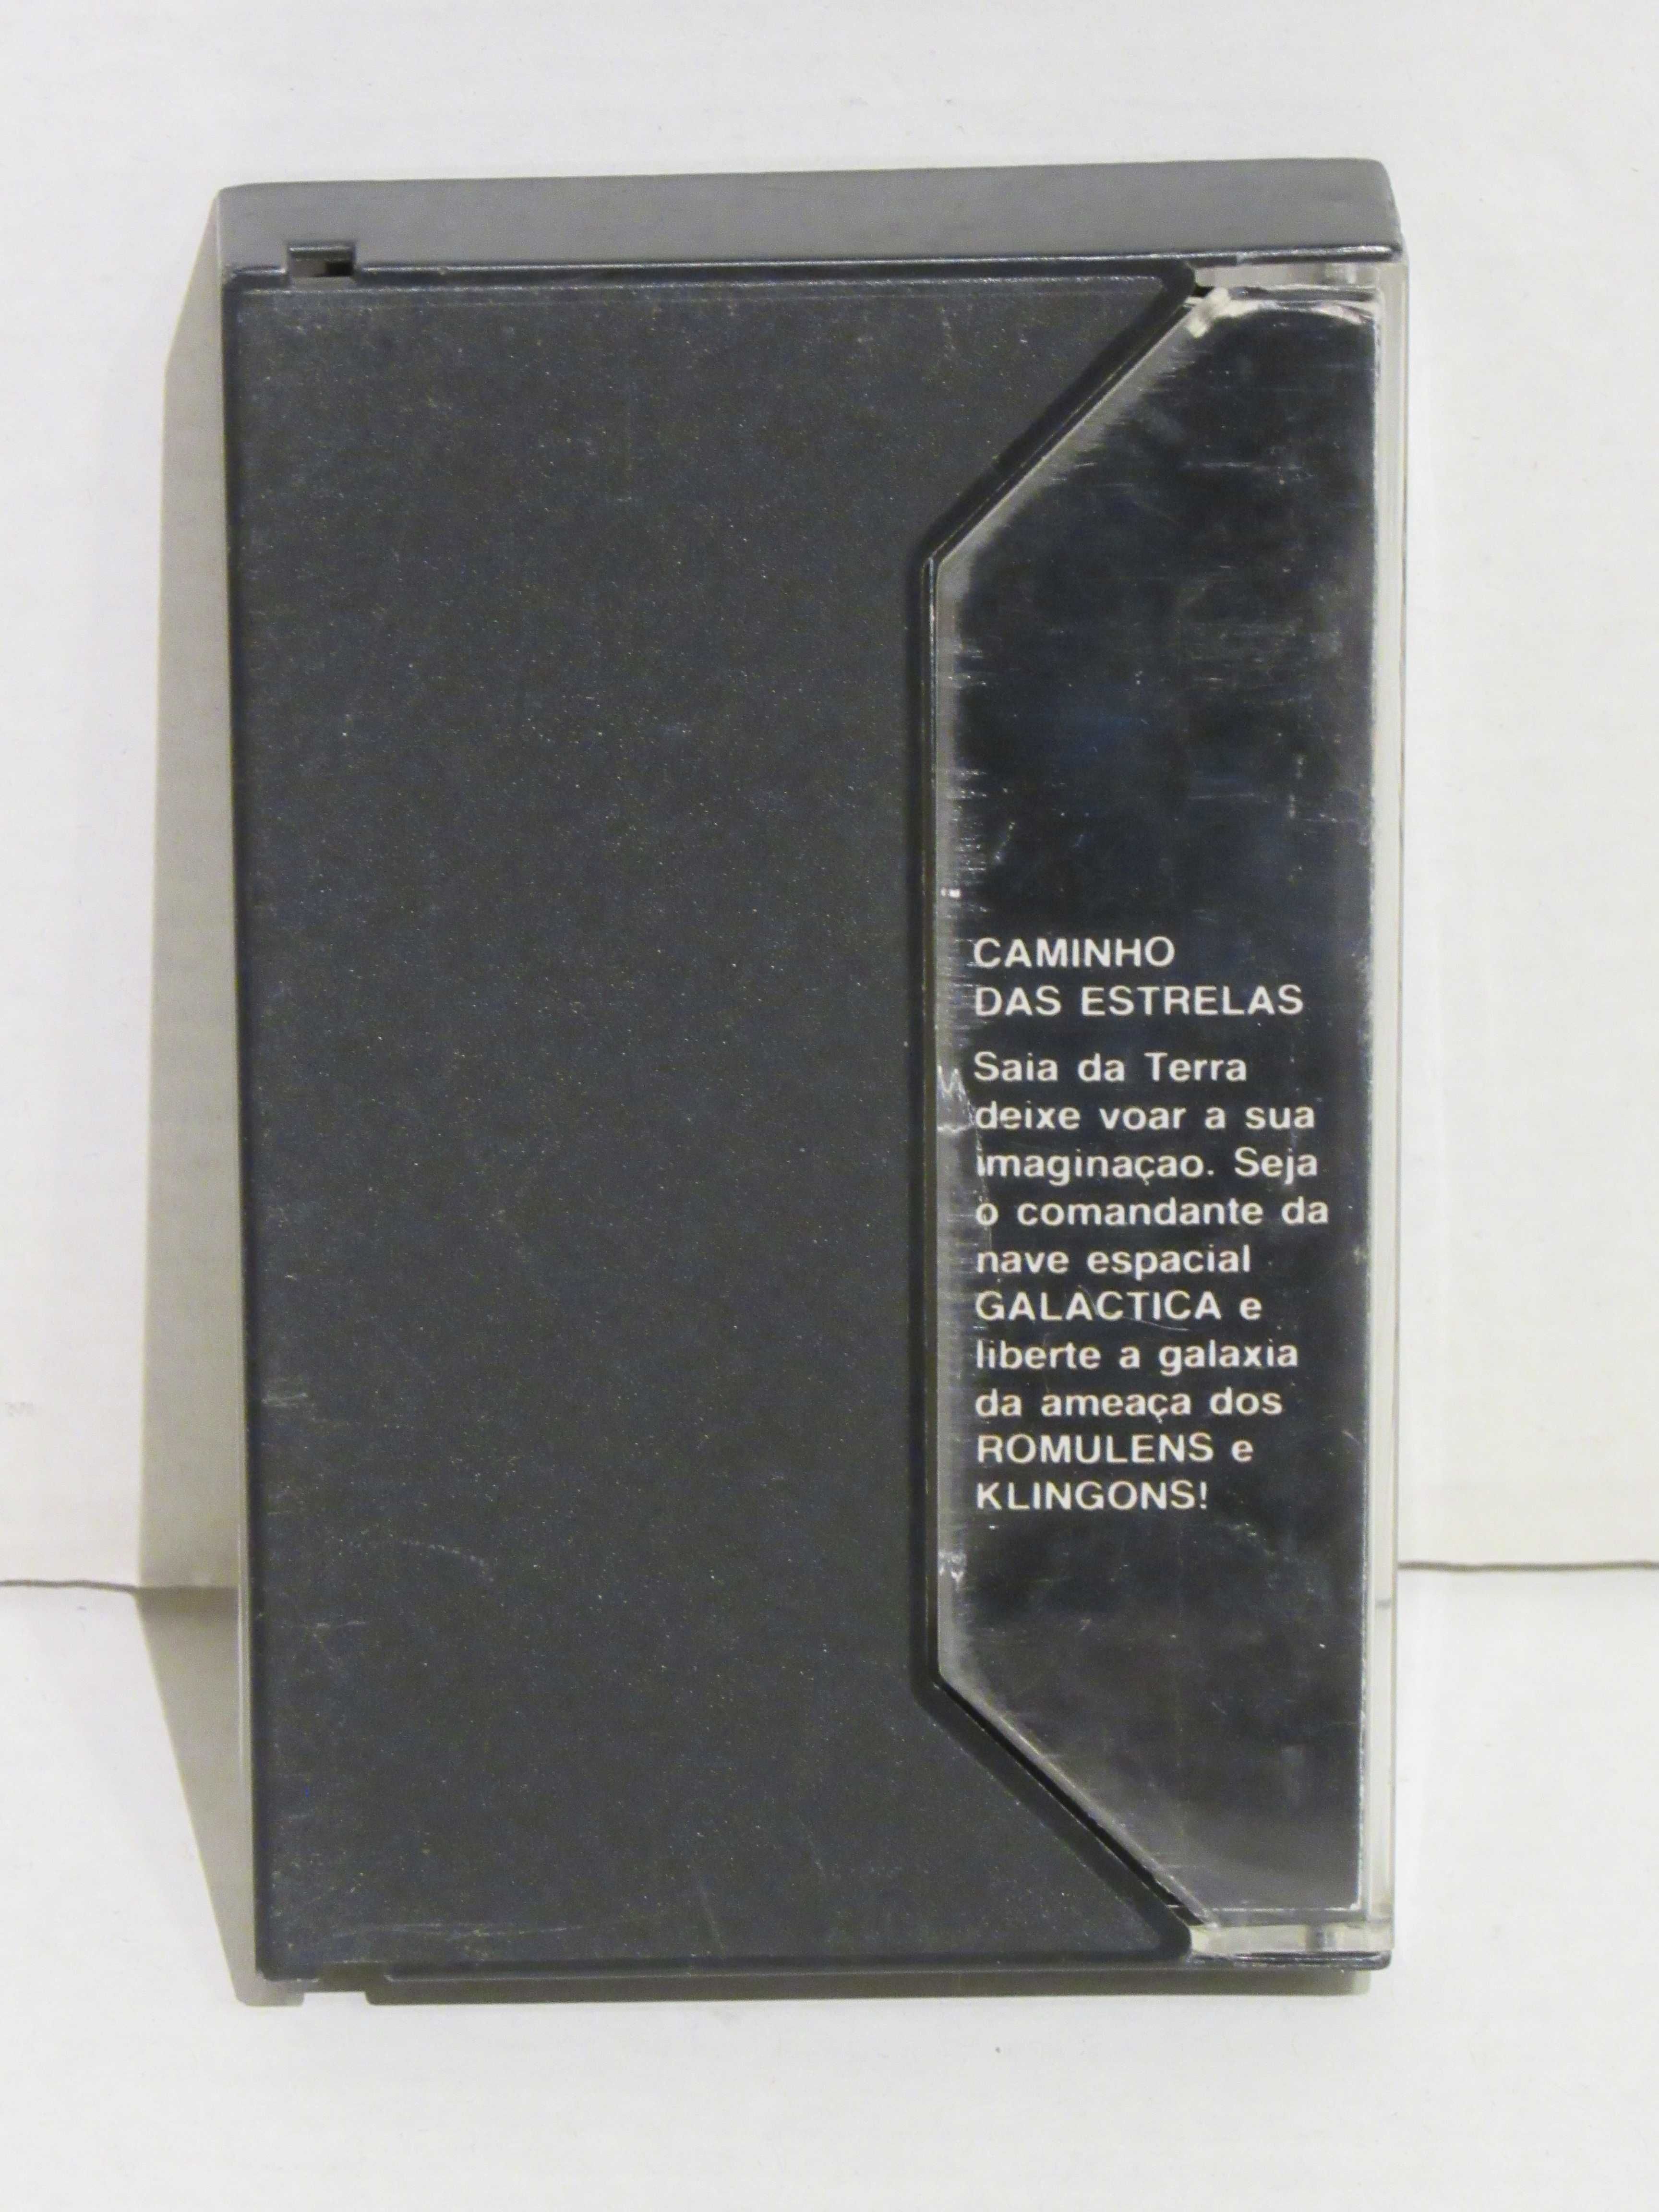 CAMINHO
DAS ESTRELAS
Saia da Terra
deixe voar a sua
imaginaçao. Seja
o comandante da
nave espacial
GALACTICA e
liberte a galaxia
da ameaça dos
ROMULENS e
KLINGONS!